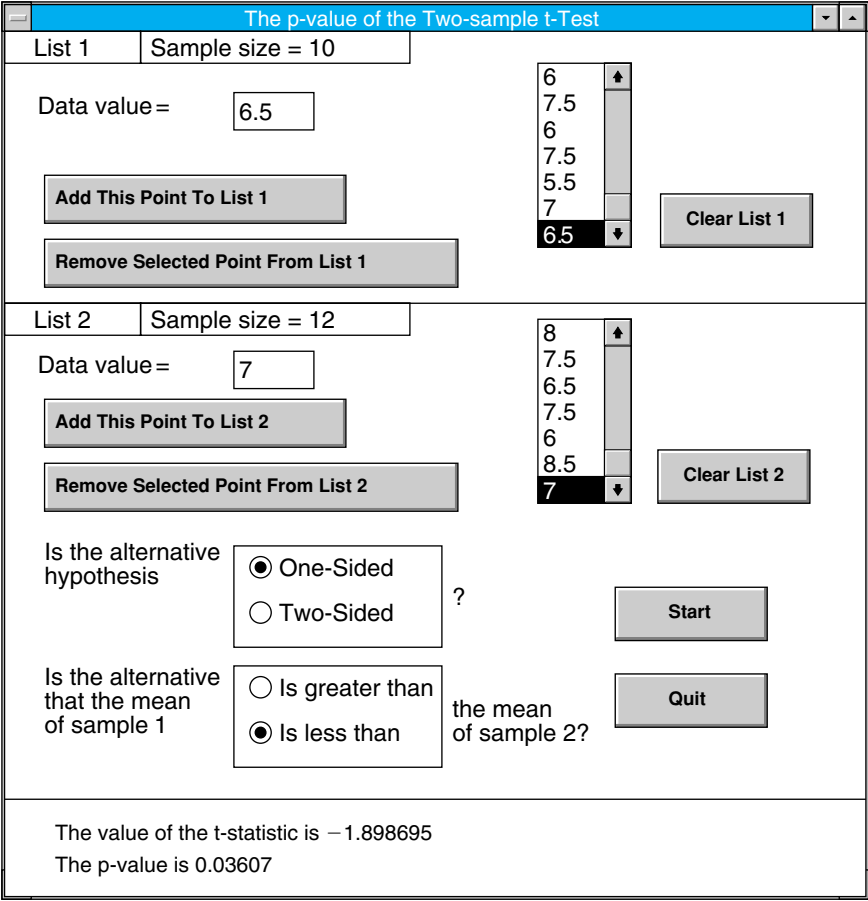 The p-value of the Two-sample t-Test
List 1 Sample size = 10
Data value = 6.5
6
7.5
6
7.5
5.5
7
6.5
Add This Point To List 1
Remove Selected Point From List 1
Clear List 1
List 2 Sample size = 12
Data value = 7
8
7.5
6.5
7.5
6
8.5
7
Add This Point To List 2
Remove Selected Point From List 2
Clear List 2
Is the alternative
hypothesis
One-Sided
Two-Sided
?
Start
Is the alternative
that the mean
of sample 1
Is greater than
Is less than
the mean
of sample 2?
Quit
The value of the t-statistic is −1.898695
The p-value is 0.03607